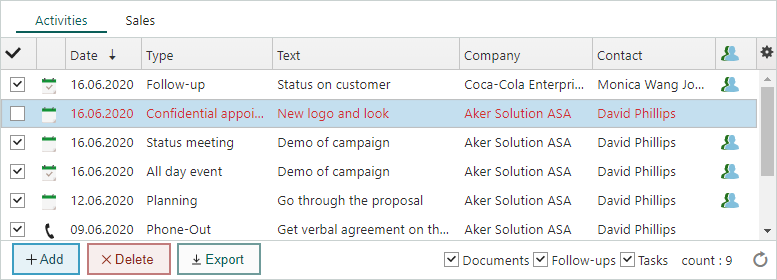 Activities Sales
Date ↓ Type Text Company Contact
16.06.2020 Follow-up Status on customer Coca-Cola Enterpri... Monica Wang Jo...
16.06.2020 Confidential appoi... New logo and look Aker Solution ASA David Phillips
16.06.2020 Status meeting Demo of campaign Aker Solution ASA David Phillips
16.06.2020 All day event Demo of campaign Aker Solution ASA David Phillips
12.06.2020 Planning Go through the proposal Aker Solution ASA David Phillips
09.06.2020 Phone-Out Get verbal agreement on th... Aker Solution ASA David Phillips
+ Add × Delete Export Documents Follow-ups Tasks count : 9